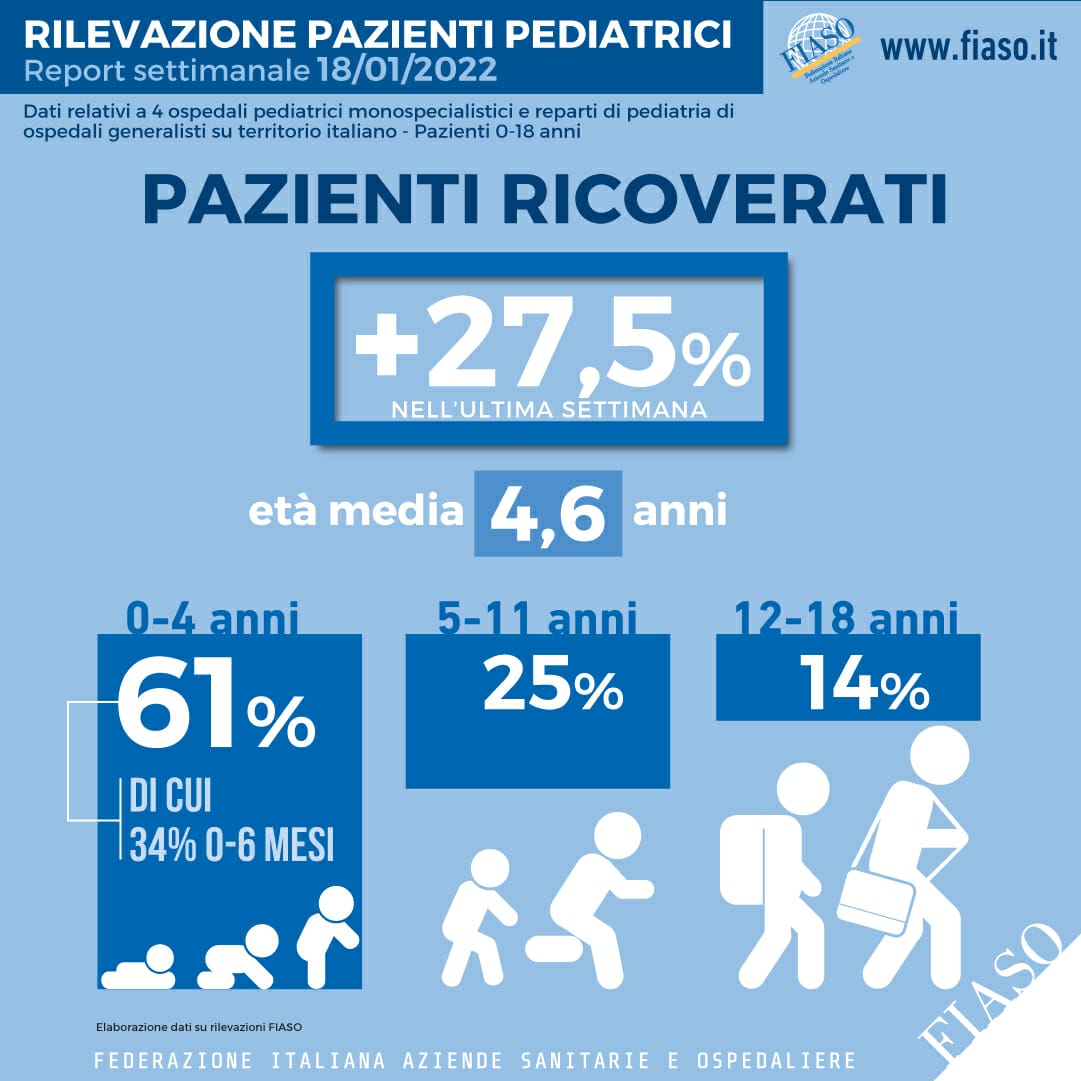 RILEVAZIONE PAZIENTI PEDIATRICI
Report settimanale 18/01/2022
FIASO
Federazione Italiana
Aziende Sanitarie e
Ospedaliere
www.fiaso.it
Dati relativi a 4 ospedali pediatrici monospecialistici e reparti di pediatria di
ospedali generalisti su territorio italiano - Pazienti 0-18 anni
PAZIENTI RICOVERATI
+27,5%
NELL'ULTIMA SETTIMANA
età media 4,6 anni
0-4 anni
61%
DI CUI
34% 0-6 MESI
5-11 anni
25%
12-18 anni
14%
Elaborazione dati su rilevazioni FIASO
FEDERAZIONE ITALIANA AZIENDE SANITARIE E OSPEDALIERE
FIASO